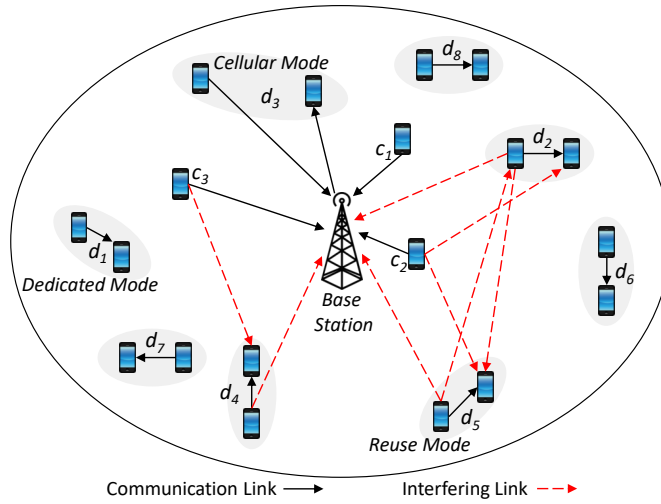 Cellular Mode
d3
d8
c1
d2
c3
d1
Dedicated Mode
c2
d6
Base
Station
d7
d4
d5
Reuse Mode
Communication Link
Interfering Link